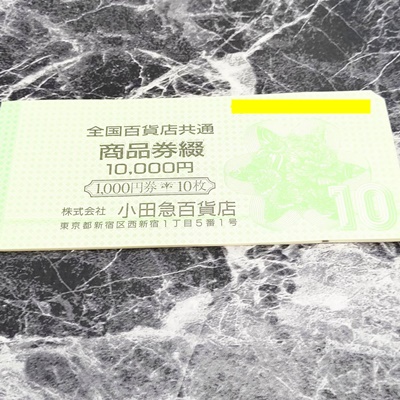 全国百貨店共通
商品券綴
10,000円
1,000円券＊10枚
株式会社 小田急百貨店
東京都新宿区西新宿1丁目5番1号
10